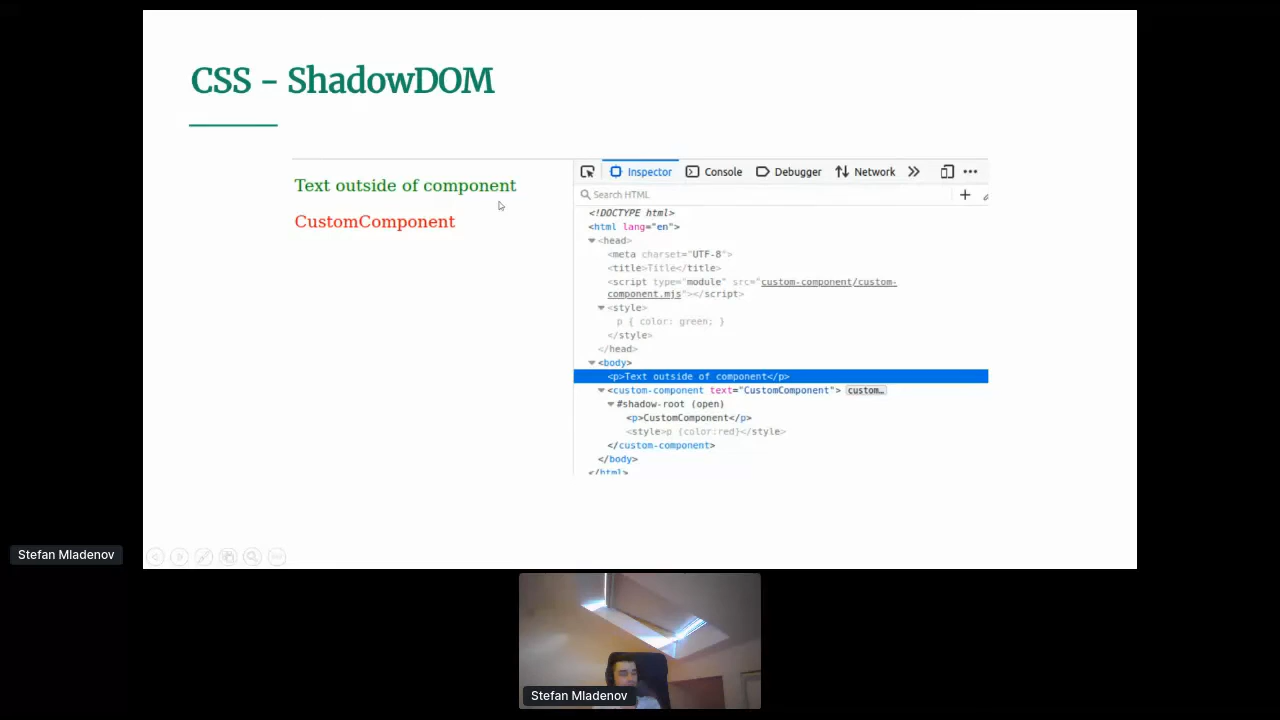 CSS - ShadowDOM
Text outside of component
CustomComponent
Inspector
Console
Debugger
Network
Search HTML
<!DOCTYPE html>
<html lang="en">
<head>
<meta charset="UTF-8">
<title>Title</title>
<script type="module" src="custom-component/custom-
component.mjs"></script>
<style>
p { color: green; }
</style>
</head>
<body>
<p>Text outside of component</p>
<custom-component text="CustomComponent"> custom…
#shadow-root (open)
<p>CustomComponent</p>
<style>p {color:red}</style>
</custom-component>
</body>
</html>
Stefan Mladenov
Stefan Mladenov